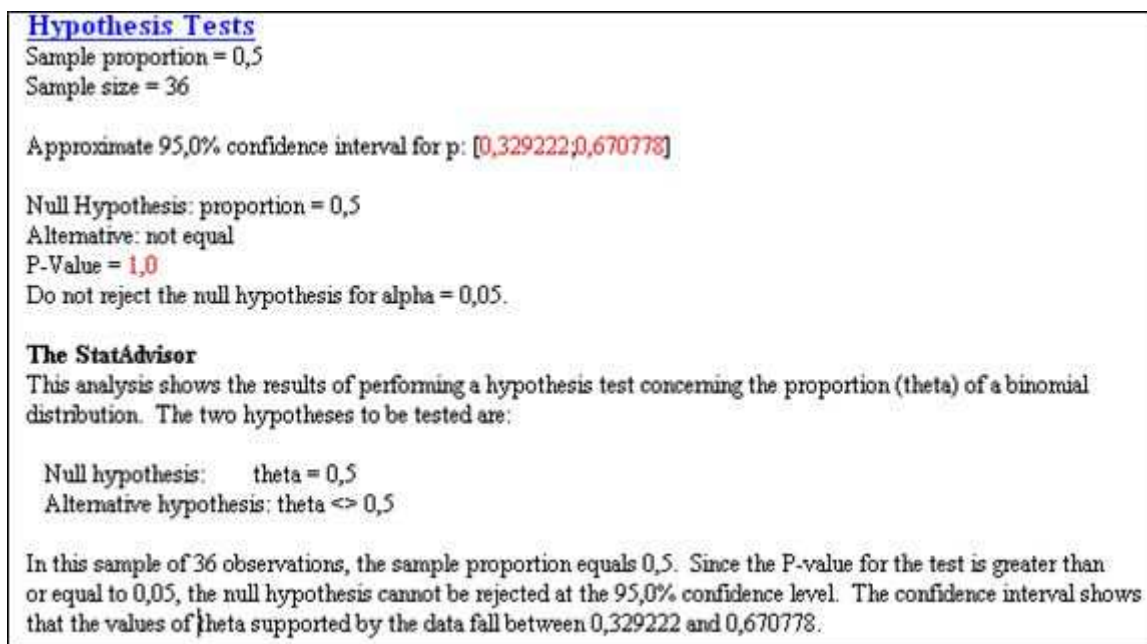 Hypothesis Tests
Sample proportion = 0,5
Sample size = 36
Approximate 95,0% confidence interval for p: [0,329222;0,670778]
Null Hypothesis: proportion = 0,5
Alternative: not equal
P-Value = 1,0
Do not reject the null hypothesis for alpha = 0,05.
The StatAdvisor
This analysis shows the results of performing a hypothesis test concerning the proportion (theta) of a binomial
distribution. The two hypotheses to be tested are:
Null hypothesis: theta = 0,5
Alternative hypothesis: theta <> 0,5
In this sample of 36 observations, the sample proportion equals 0,5. Since the P-value for the test is greater than
or equal to 0,05, the null hypothesis cannot be rejected at the 95,0% confidence level. The confidence interval shows
that the values of theta supported by the data fall between 0,329222 and 0,670778.